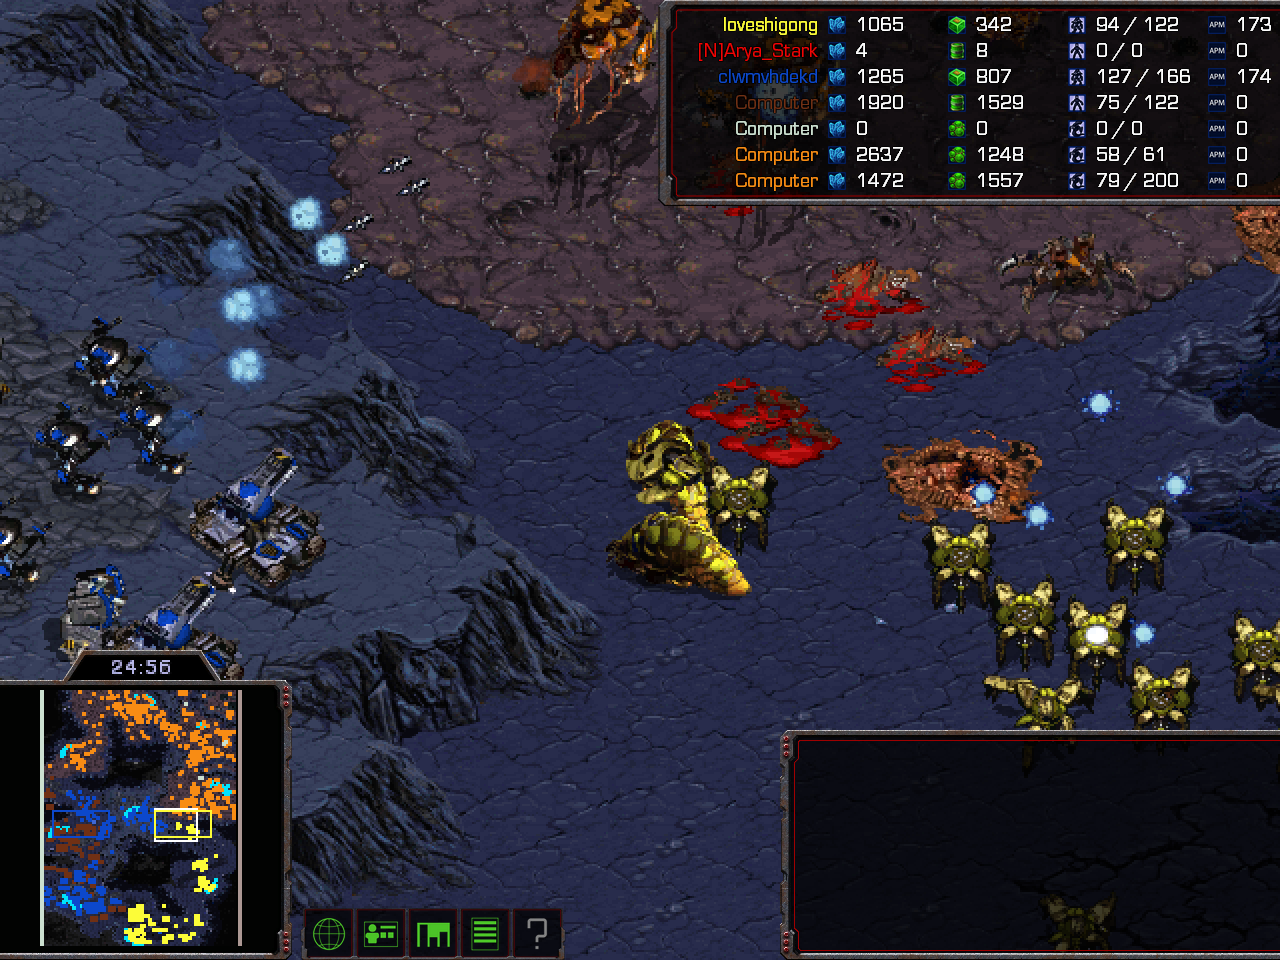 loveshigong 1065 342 94 / 122 APM 173
[N]Arya_Stark 4 8 0 / 0 APM 0
clwmvhdekd 1265 807 127 / 166 APM 174
Computer 1920 1529 75 / 122 APM 0
Computer 0 0 0 / 0 APM 0
Computer 2637 1248 58 / 61 APM 0
Computer 1472 1557 79 / 200 APM 0
24:56
?